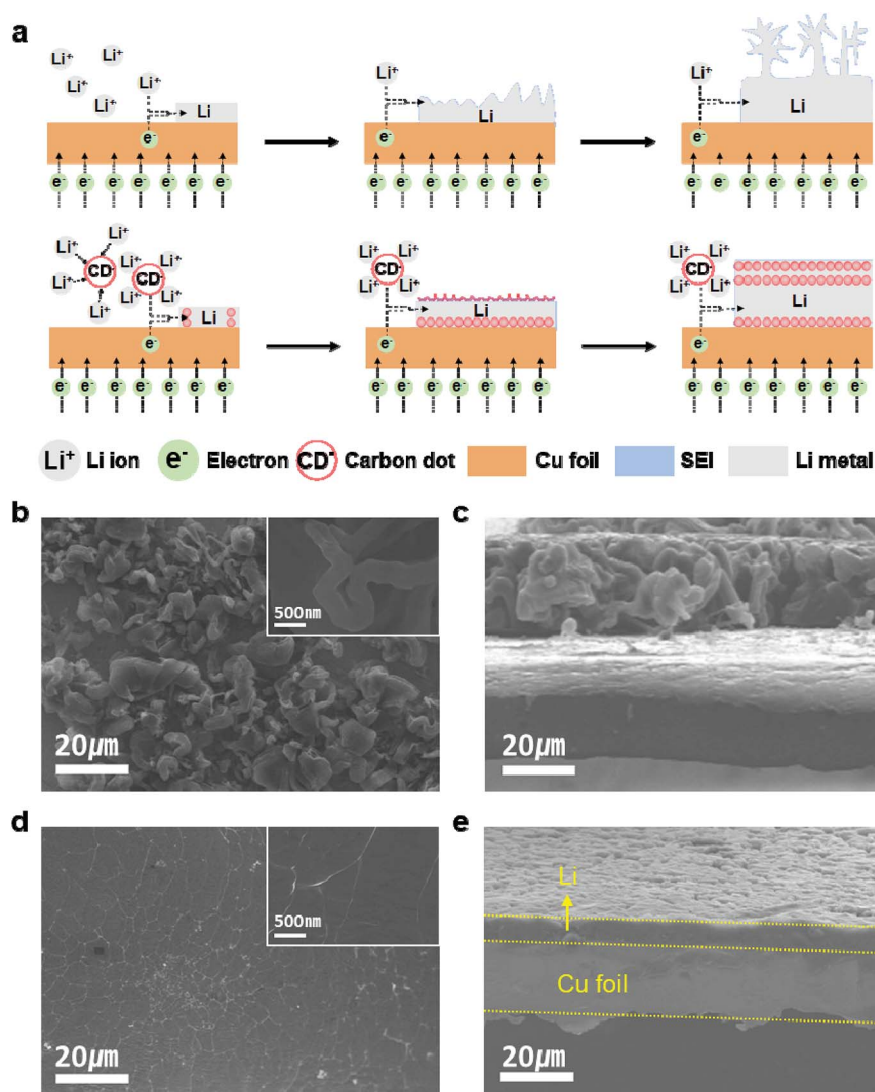 a
Li⁺ Li⁺ Li⁺ Li⁺ Li⁺
Li⁺ Li⁺ Li Li Li
e⁻ e⁻ e⁻
e⁻ e⁻ e⁻ e⁻ e⁻ e⁻ e⁻ e⁻ e⁻ e⁻ e⁻ e⁻ e⁻ e⁻ e⁻ e⁻ e⁻ e⁻ e⁻ e⁻ e⁻
Li⁺ Li⁺ Li⁺ Li⁺ Li⁺ Li⁺ Li⁺ Li⁺
Li⁺ CD⁻ CD⁻ CD⁻ CD⁻
Li⁺ Li⁺ Li⁺ Li⁺ Li⁺ Li⁺ Li⁺ Li⁺
Li Li Li
e⁻ e⁻ e⁻
e⁻ e⁻ e⁻ e⁻ e⁻ e⁻ e⁻ e⁻ e⁻ e⁻ e⁻ e⁻ e⁻ e⁻ e⁻ e⁻ e⁻ e⁻ e⁻ e⁻ e⁻
Li⁺ Li ion e⁻ Electron CD⁻ Carbon dot Cu foil SEI Li metal
b
500nm
20μm
c
20μm
d
500nm
20μm
e
Li
Cu foil
20μm